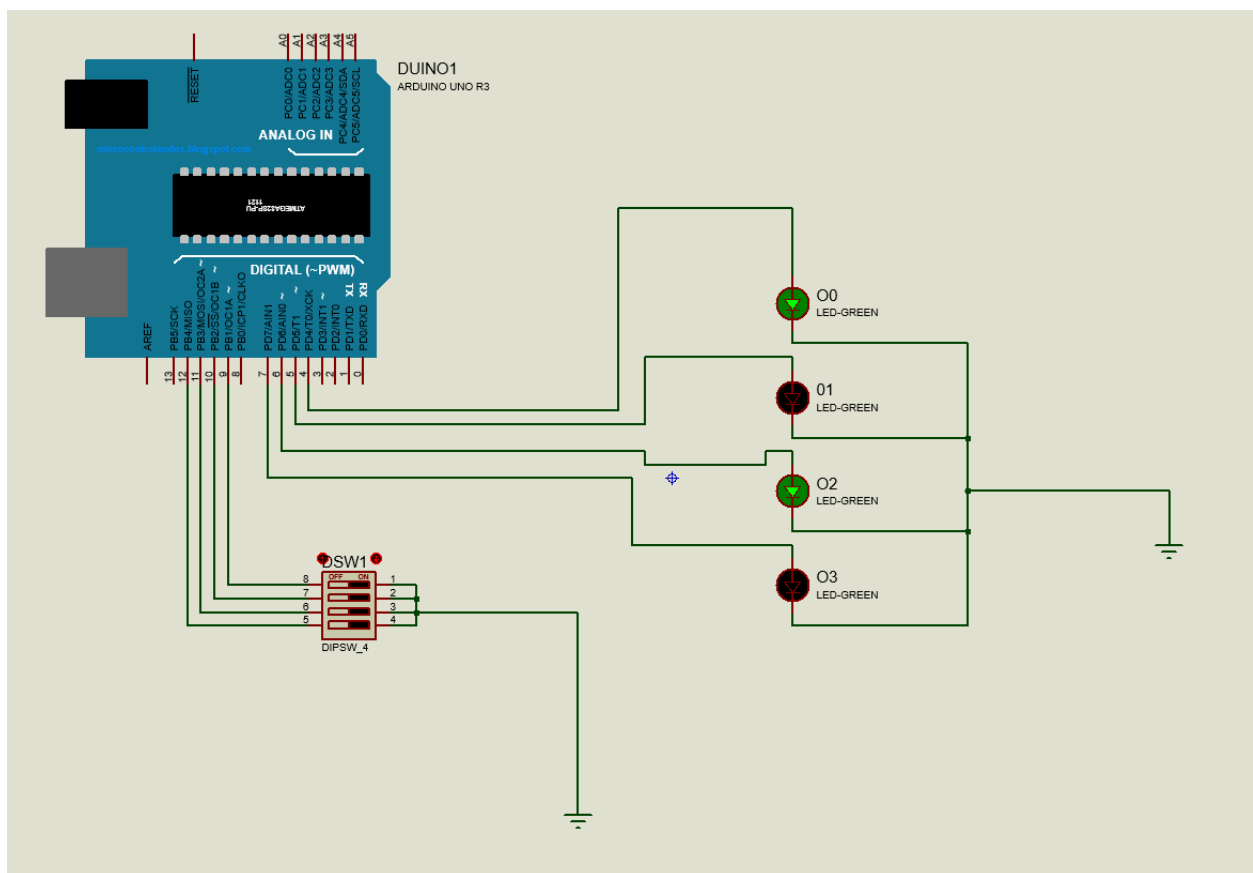 A0
A1
A2
A3
A4
A5
RESET
PC0/ADC0
PC1/ADC1
PC2/ADC2
PC3/ADC3
PC4/ADC4/SDA
PC5/ADC5/SCL
DUINO1
ARDUINO UNO R3
ANALOG IN
microcontrolandos.blogspot.com
1121
ATMEGA328P-PU
DIGITAL (~PWM)
AREF
PB5/SCK
PB4/MISO
PB3/MOSI/OC2A ~
PB2/SS/OC1B ~
PB1/OC1A ~
PB0/ICP1/CLKO
PD7/AIN1
PD6/AIN0 ~
PD5/T1 ~
PD4/T0/XCK
PD3/INT1 ~
PD2/INT0
PD1/TXD TX
PD0/RXD RX
13
12
11
10
9
8
7
6
5
4
3
2
1
0
O0
LED-GREEN
01
LED-GREEN
O2
LED-GREEN
O3
LED-GREEN
DSW1
OFF ON
8 1
7 2
6 3
5 4
DIPSW_4